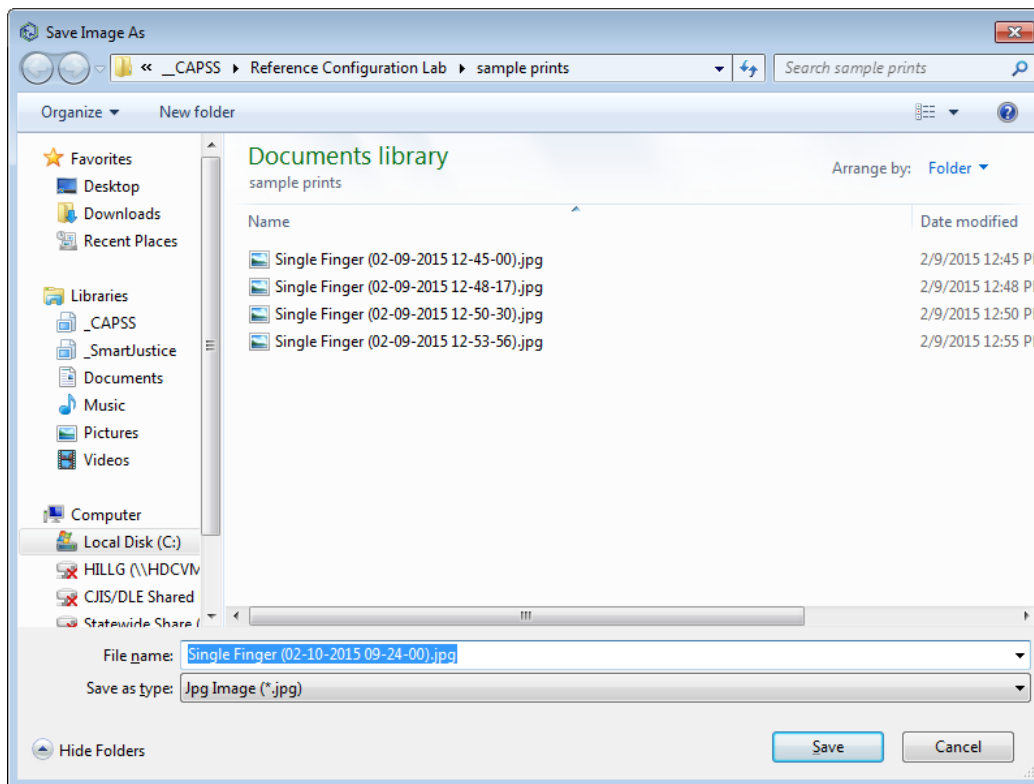 Save Image As
« __CAPSS ▸ Reference Configuration Lab ▸ sample prints
Search sample prints
Organize New folder
Favorites
Desktop
Downloads
Recent Places
Libraries
_CAPSS
_SmartJustice
Documents
Music
Pictures
Videos
Computer
Local Disk (C:)
HILLG (\\HDCVM
CJIS/DLE Shared
Statewide Share (
Documents library
sample prints
Arrange by: Folder
Name Date modified
Single Finger (02-09-2015 12-45-00).jpg 2/9/2015 12:45 P
Single Finger (02-09-2015 12-48-17).jpg 2/9/2015 12:48 P
Single Finger (02-09-2015 12-50-30).jpg 2/9/2015 12:50 P
Single Finger (02-09-2015 12-53-56).jpg 2/9/2015 12:55 P
File name: Single Finger (02-10-2015 09-24-00).jpg
Save as type: Jpg Image (*.jpg)
Hide Folders
Save Cancel